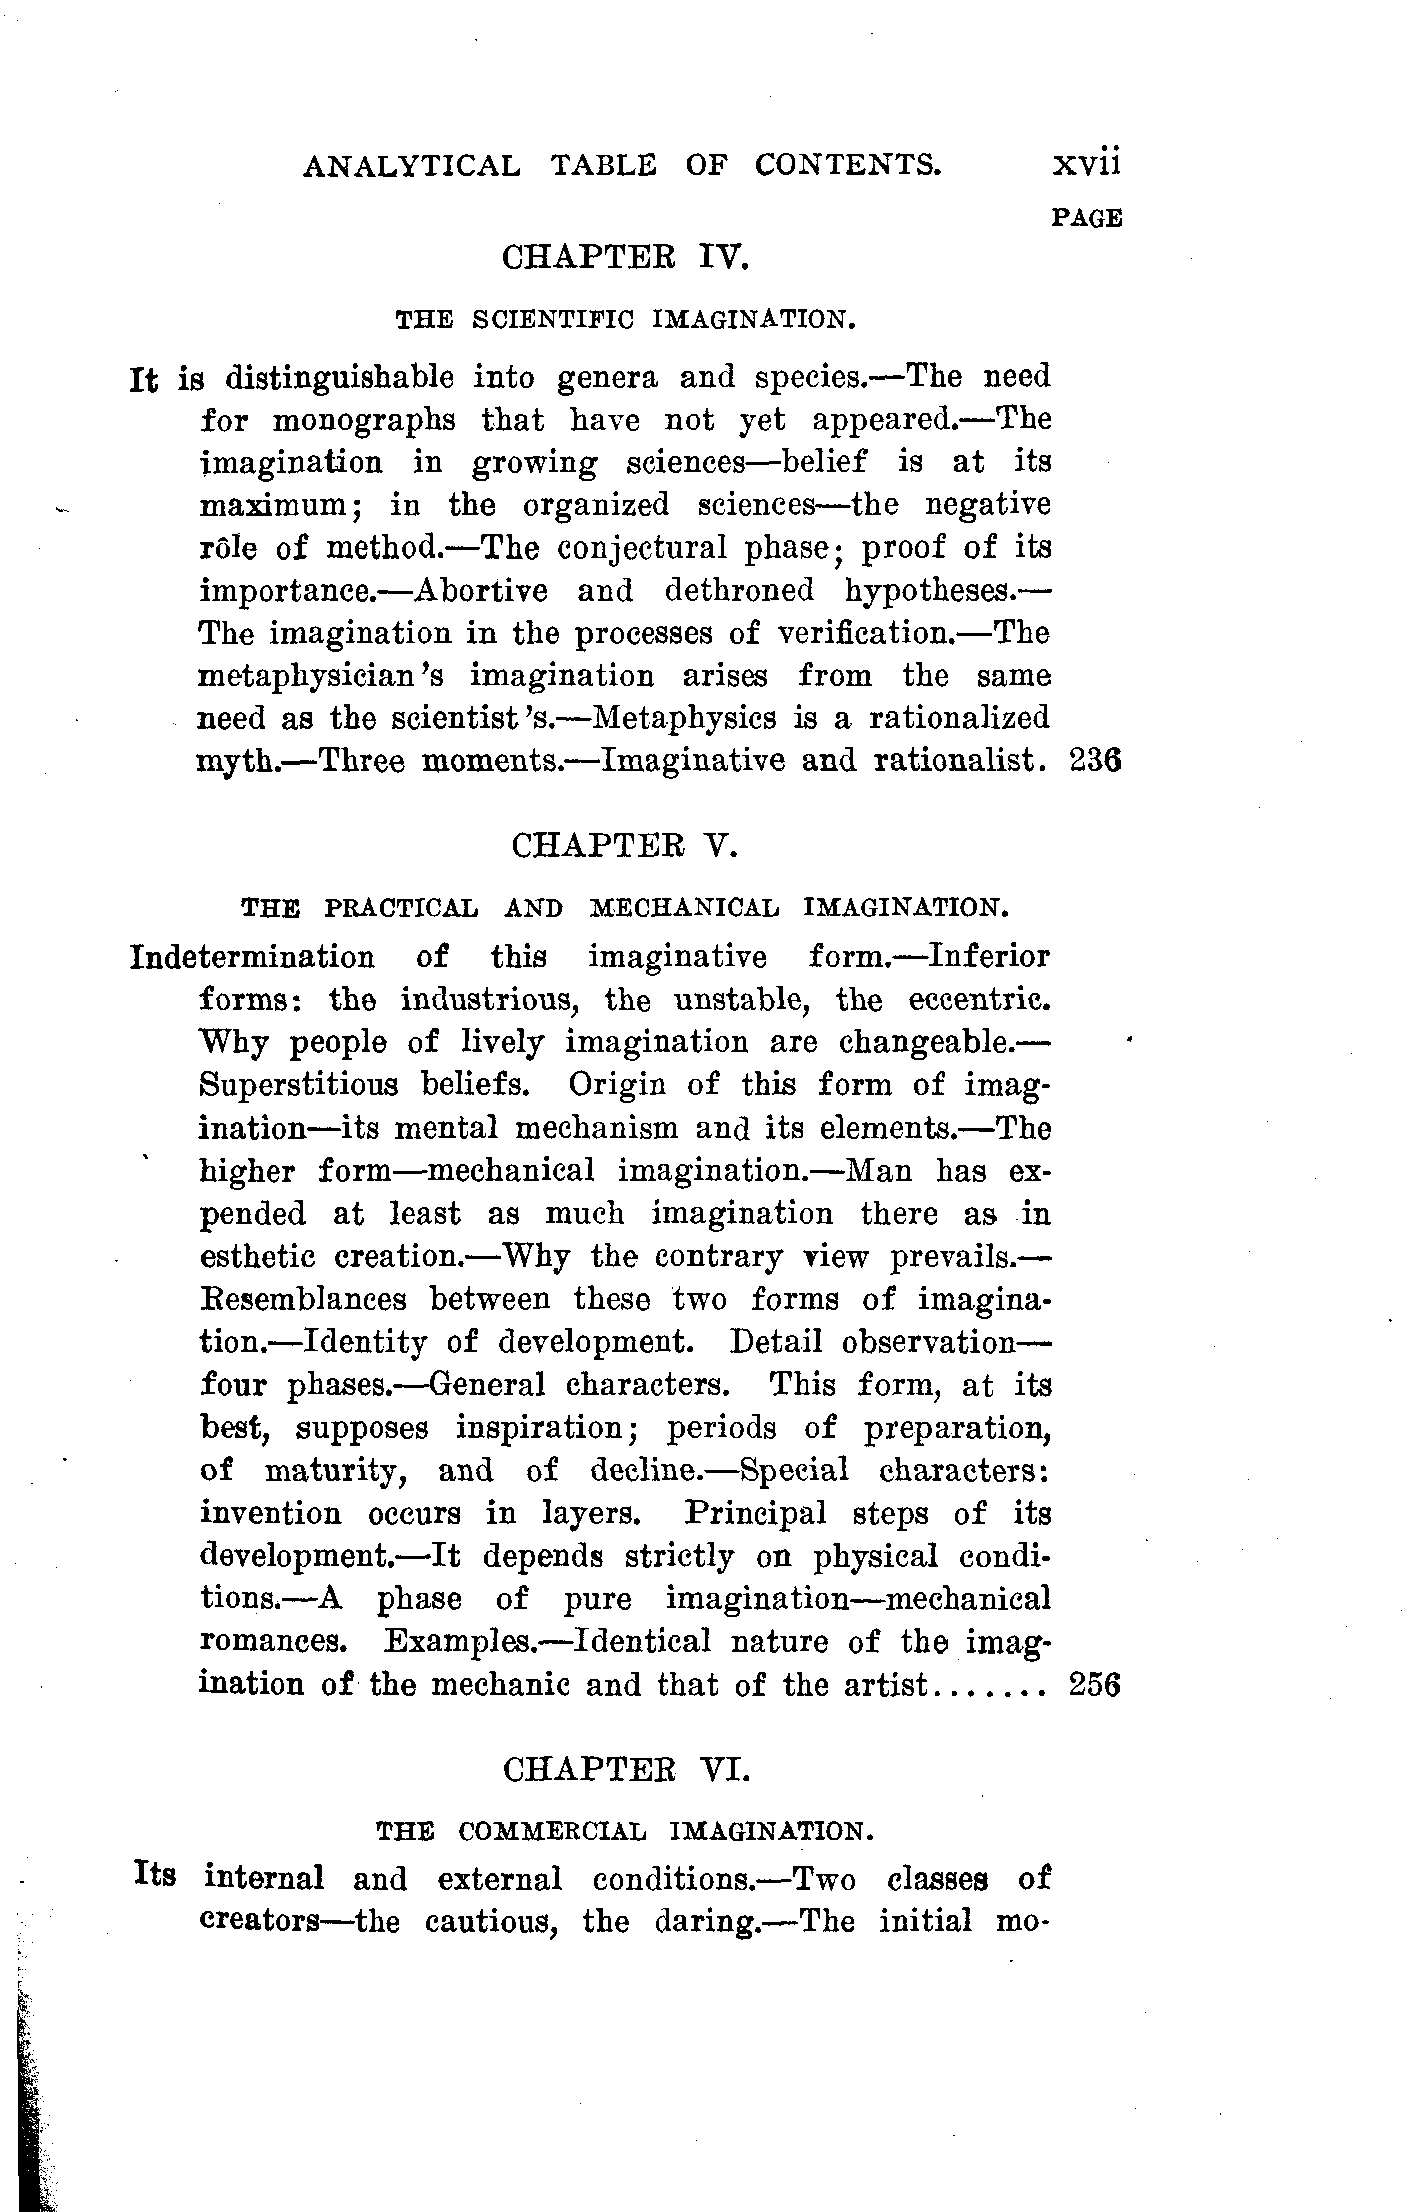 ANALYTICAL TABLE OF CONTENTS. xvii
PAGE
CHAPTER IV.
THE SCIENTIFIC IMAGINATION.
It is distinguishable into genera and species.—The need
for monographs that have not yet appeared.—The
imagination in growing sciences—belief is at its
maximum; in the organized sciences—the negative
rôle of method.—The conjectural phase; proof of its
importance.—Abortive and dethroned hypotheses.—
The imagination in the processes of verification.—The
metaphysician's imagination arises from the same
need as the scientist's.—Metaphysics is a rationalized
myth.—Three moments.—Imaginative and rationalist. 236
CHAPTER V.
THE PRACTICAL AND MECHANICAL IMAGINATION.
Indetermination of this imaginative form.—Inferior
forms: the industrious, the unstable, the eccentric.
Why people of lively imagination are changeable.—
Superstitious beliefs. Origin of this form of imag-
ination—its mental mechanism and its elements.—The
higher form—mechanical imagination.—Man has ex-
pended at least as much imagination there as in
esthetic creation.—Why the contrary view prevails.—
Resemblances between these two forms of imagina-
tion.—Identity of development. Detail observation—
four phases.—General characters. This form, at its
best, supposes inspiration; periods of preparation,
of maturity, and of decline.—Special characters:
invention occurs in layers. Principal steps of its
development.—It depends strictly on physical condi-
tions.—A phase of pure imagination—mechanical
romances. Examples.—Identical nature of the imag-
ination of the mechanic and that of the artist....... 256
CHAPTER VI.
THE COMMERCIAL IMAGINATION.
Its internal and external conditions.—Two classes of
creators—the cautious, the daring.—The initial mo-